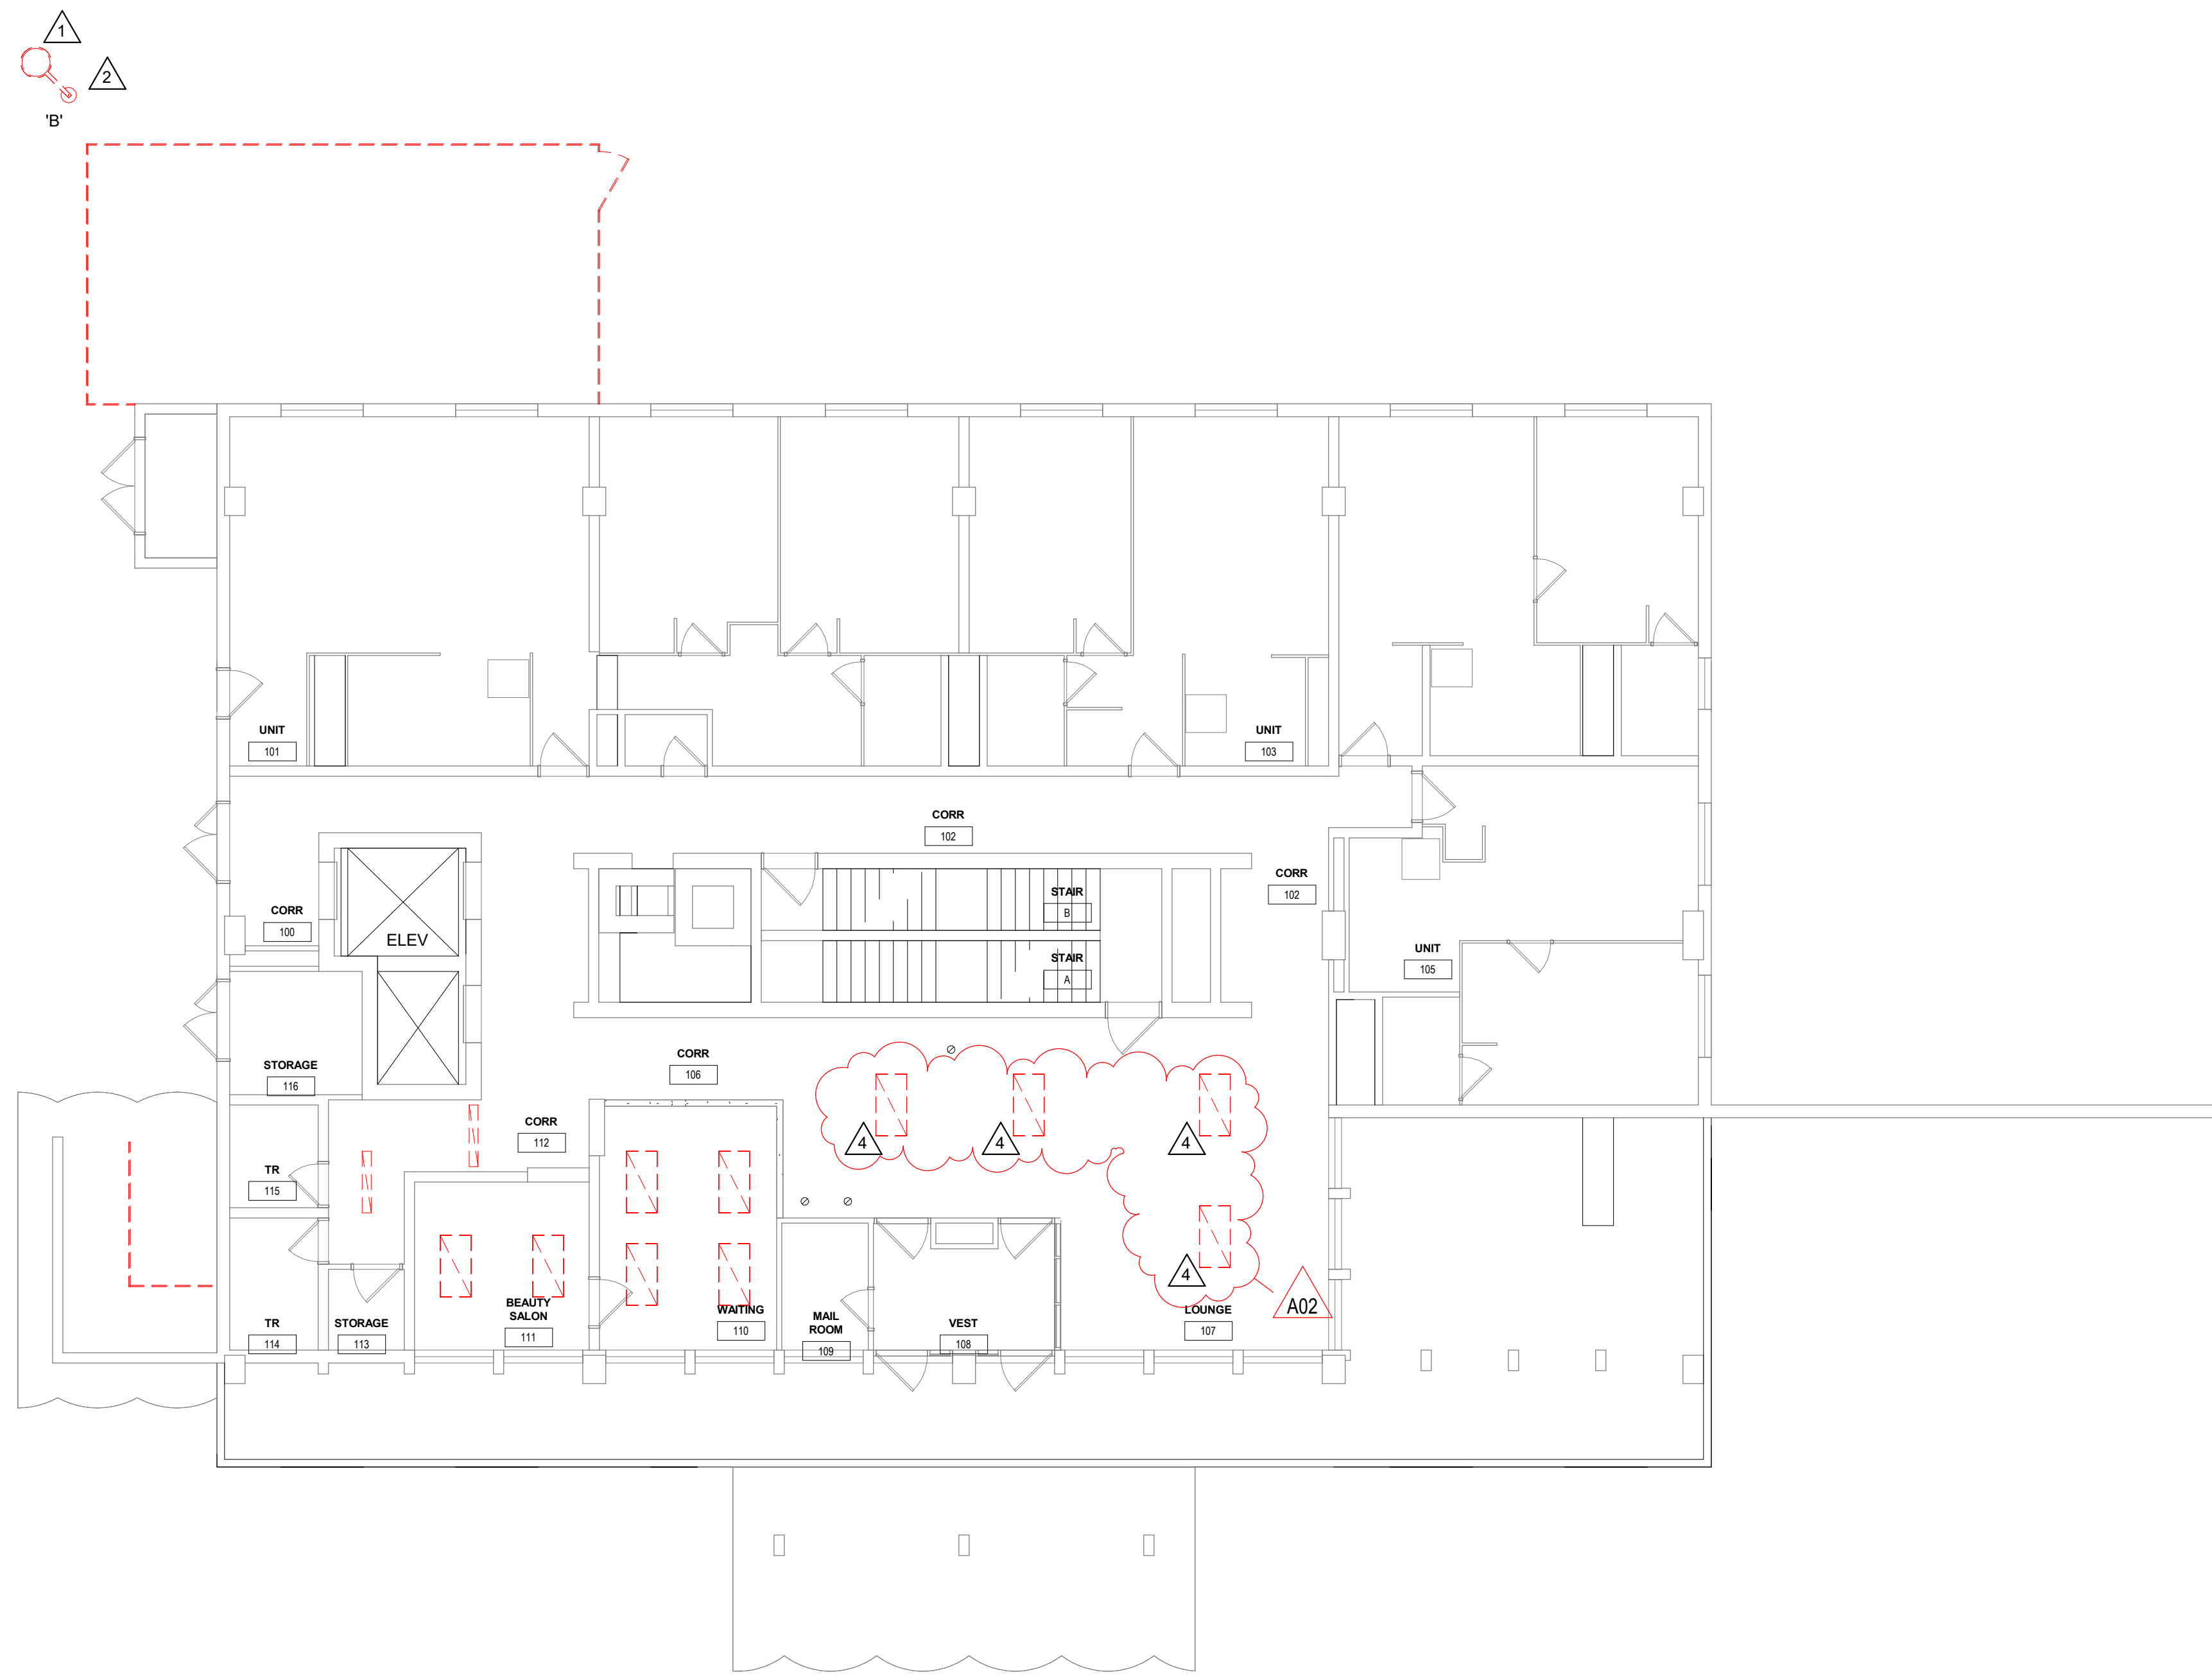 1
2
'B'
UNIT
101
UNIT
103
CORR
102
CORR
102
STAIR
B
CORR
100
ELEV
STAIR
A
UNIT
105
STORAGE
116
CORR
106
CORR
112
4
4
4
TR
115
4
BEAUTY
SALON
111
WAITING
110
MAIL
ROOM
109
VEST
108
LOUNGE
107
A02
TR
114
STORAGE
113